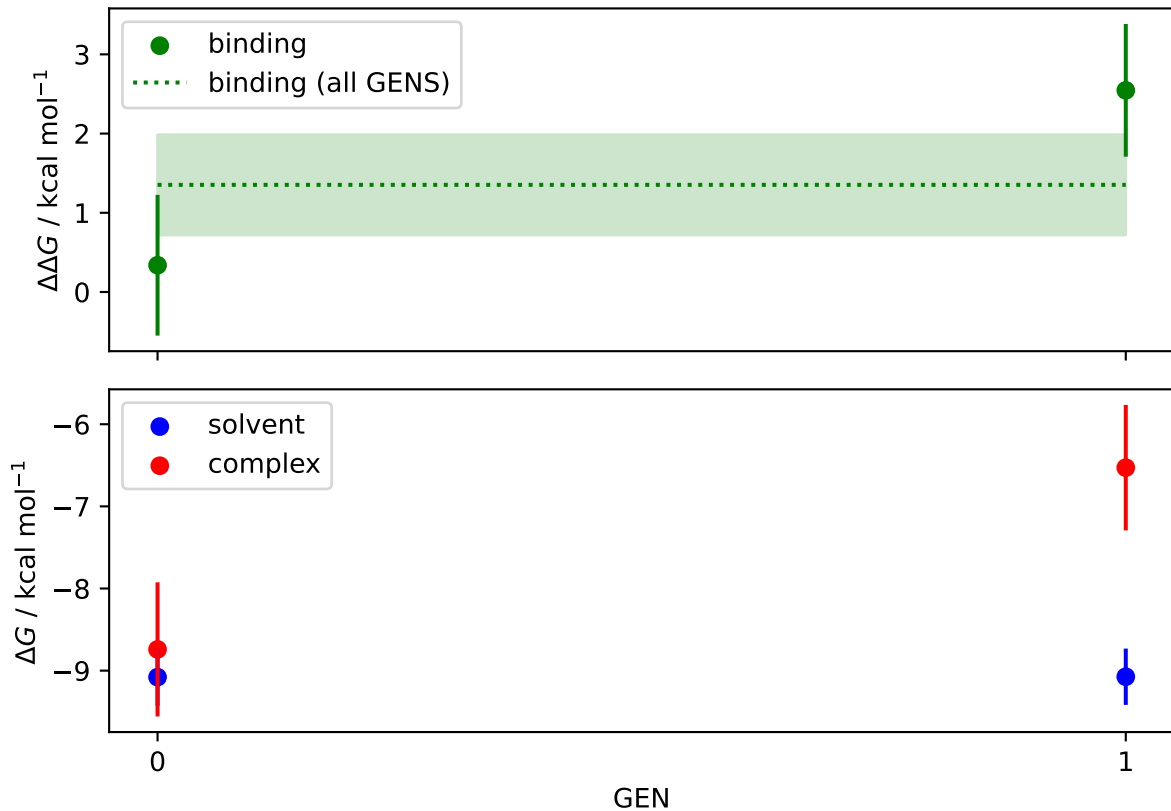 binding
binding (all GENS)
3
2
1
0
ΔΔG / kcal mol⁻¹
solvent
complex
−6
−7
−8
−9
ΔG / kcal mol⁻¹
0
1
GEN